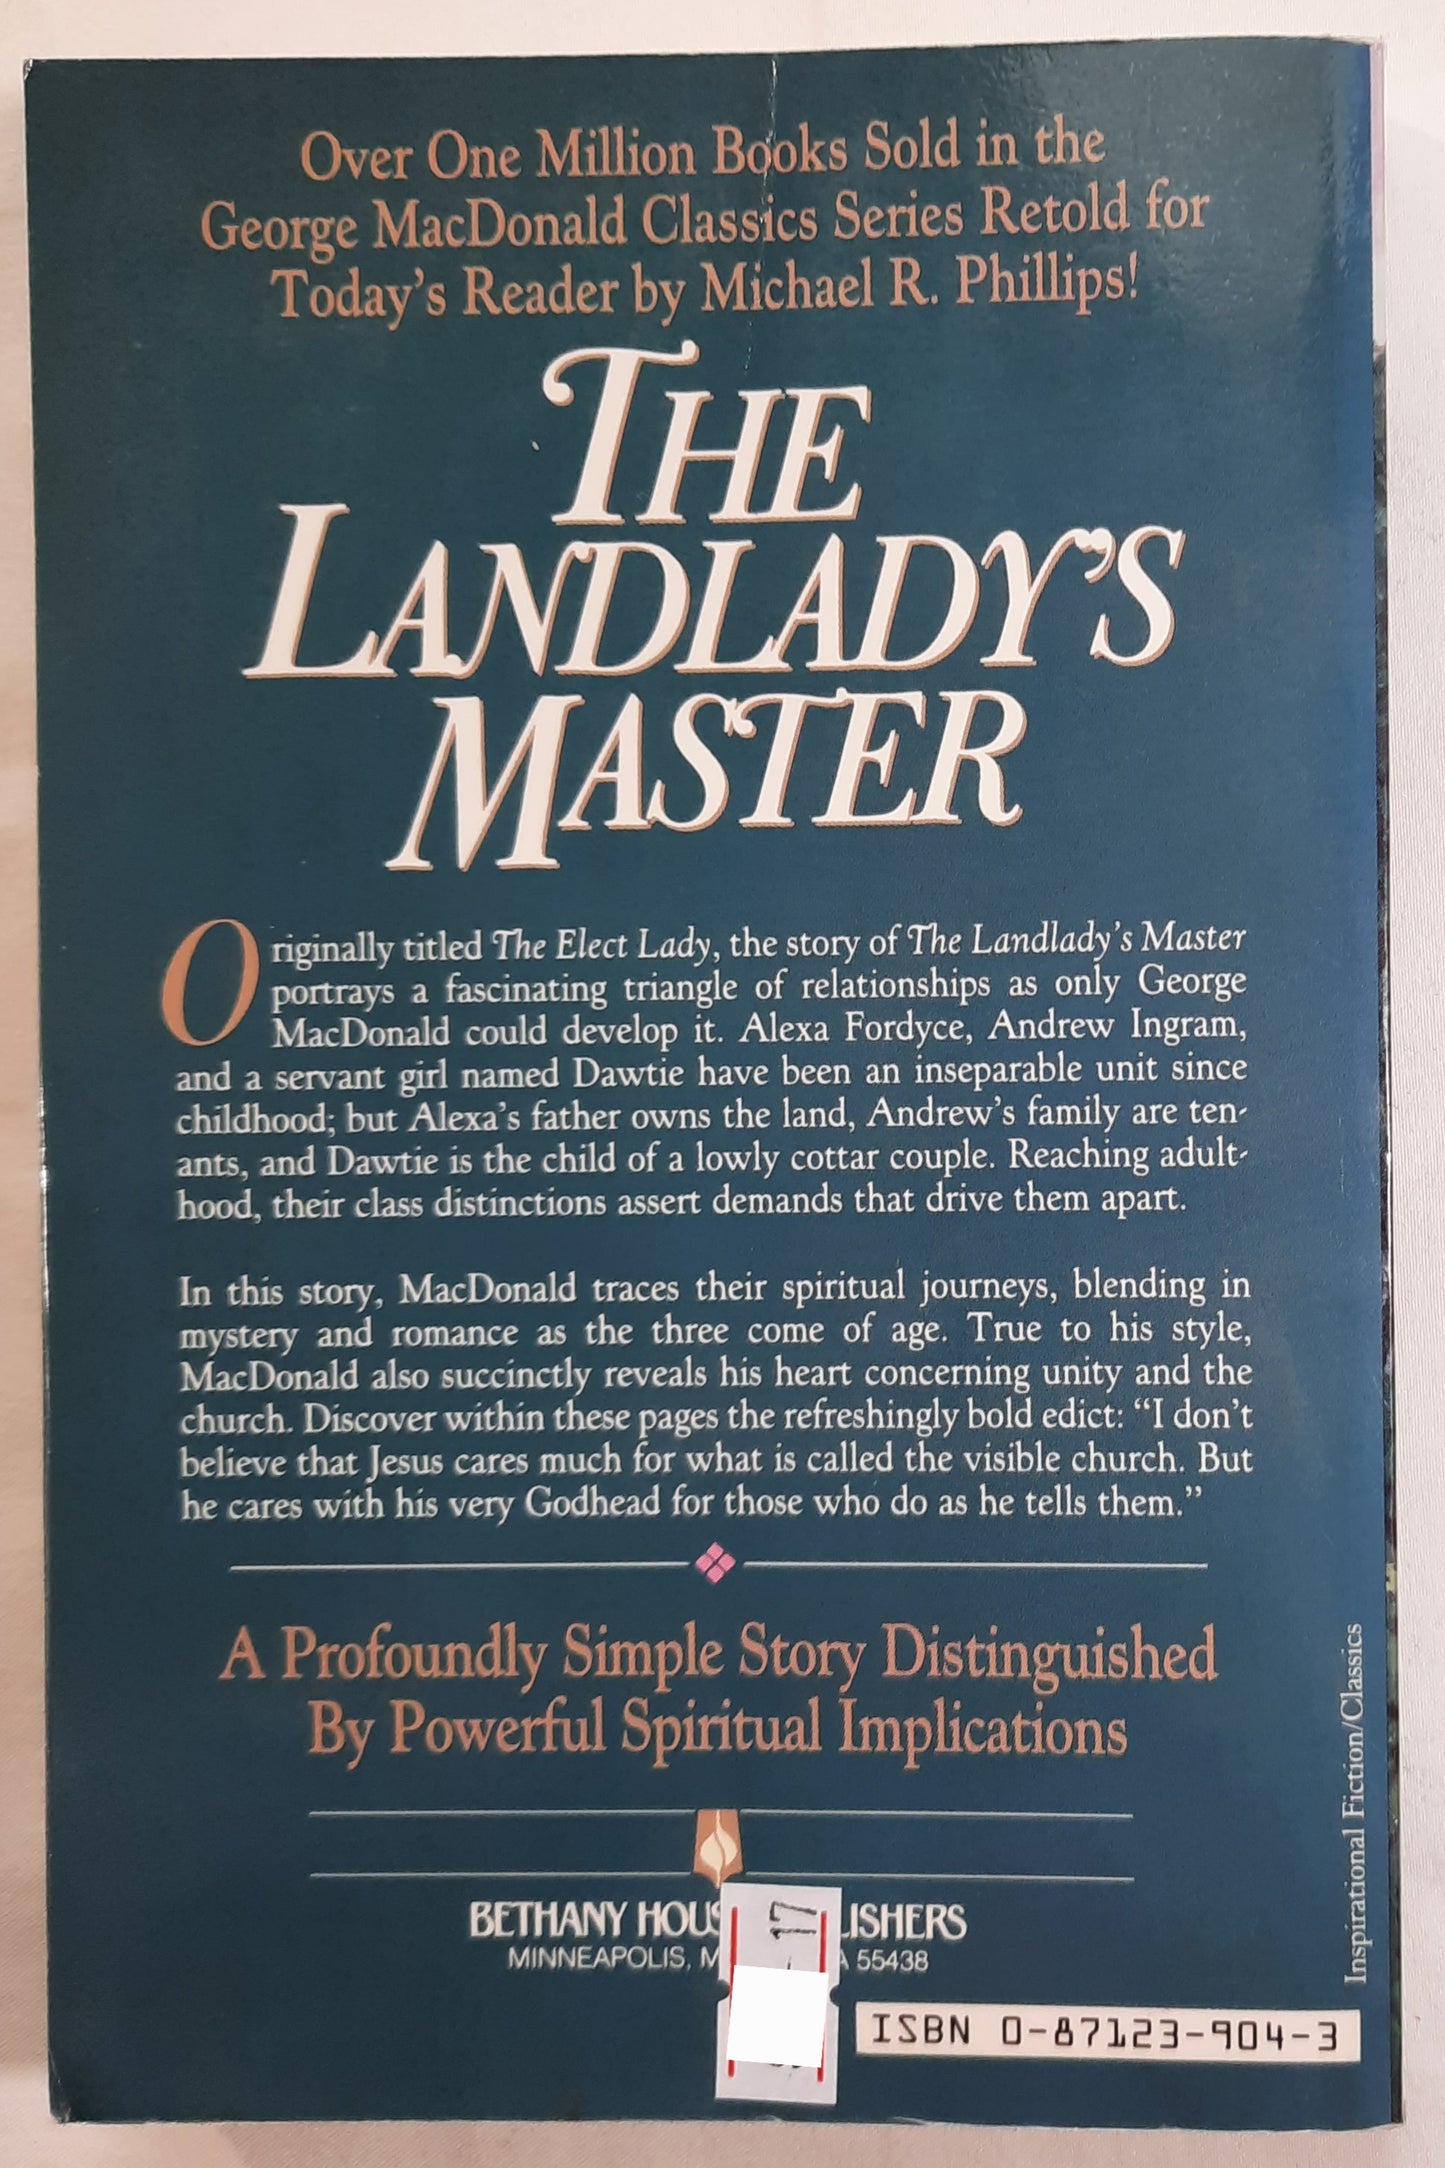 Over One Million Books Sold in the
George MacDonald Classics Series Retold for
Today's Reader by Michael R. Phillips!
THE
LANDLADY'S
MASTER
Originally titled The Elect Lady, the story of The Landlady's Master
portrays a fascinating triangle of relationships as only George
MacDonald could develop it. Alexa Fordyce, Andrew Ingram,
and a servant girl named Dawtie have been an inseparable unit since
childhood; but Alexa's father owns the land, Andrew's family are ten-
ants, and Dawtie is the child of a lowly cottar couple. Reaching adult-
hood, their class distinctions assert demands that drive them apart.
In this story, MacDonald traces their spiritual journeys, blending in
mystery and romance as the three come of age. True to his style,
MacDonald also succinctly reveals his heart concerning unity and the
church. Discover within these pages the refreshingly bold edict: “I don't
believe that Jesus cares much for what is called the visible church. But
he cares with his very Godhead for those who do as he tells them.”
A Profoundly Simple Story Distinguished
By Powerful Spiritual Implications
BETHANY
MINNEAPOLIS, 55438
17
ISBN 0-87123-904-3
Inspirational Fiction/Classics